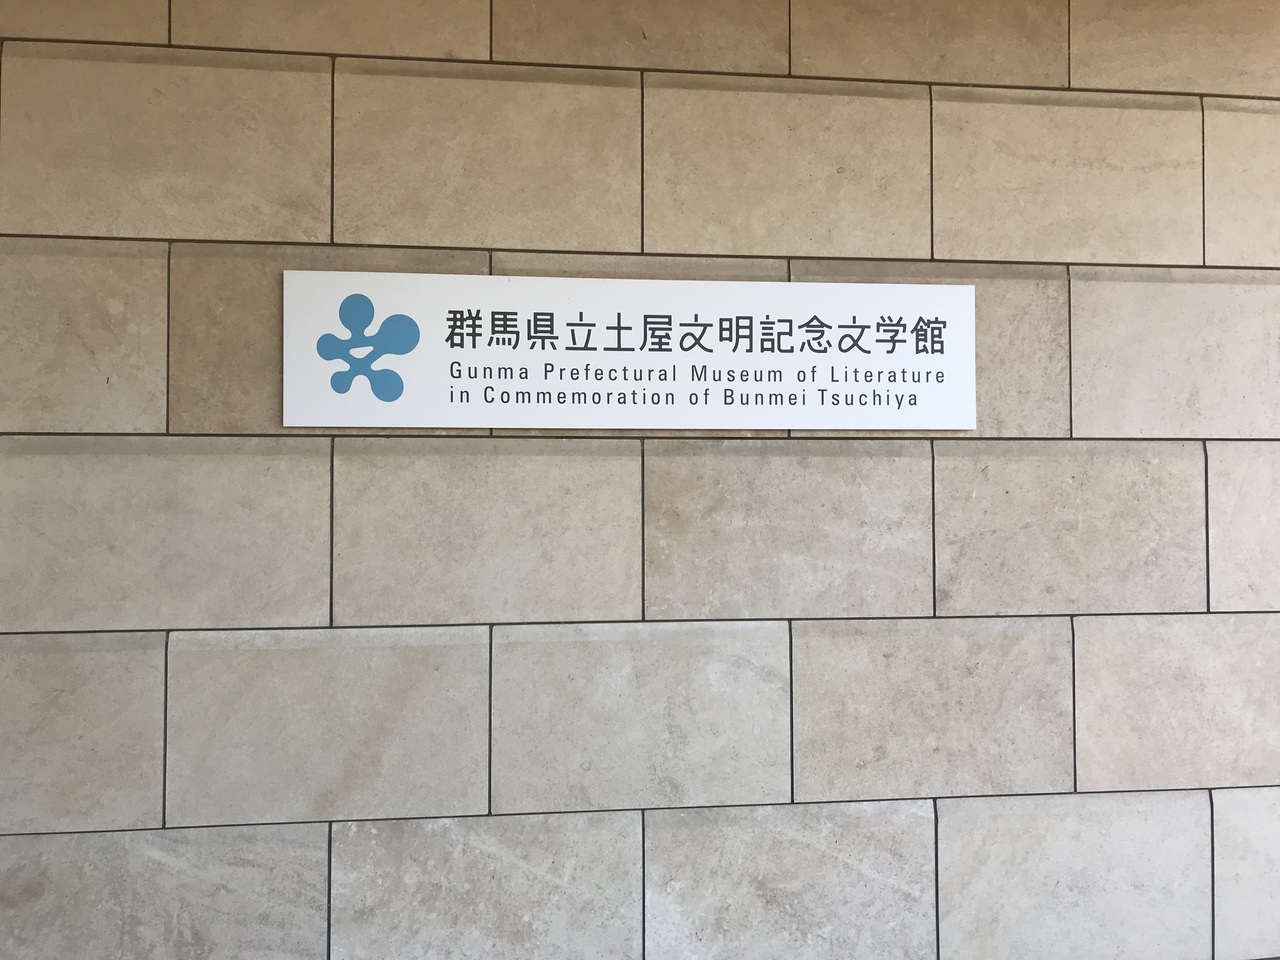 群馬県立土屋文明記念文学館
Gunma Prefectural Museum of Literature
in Commemoration of Bunmei Tsuchiya